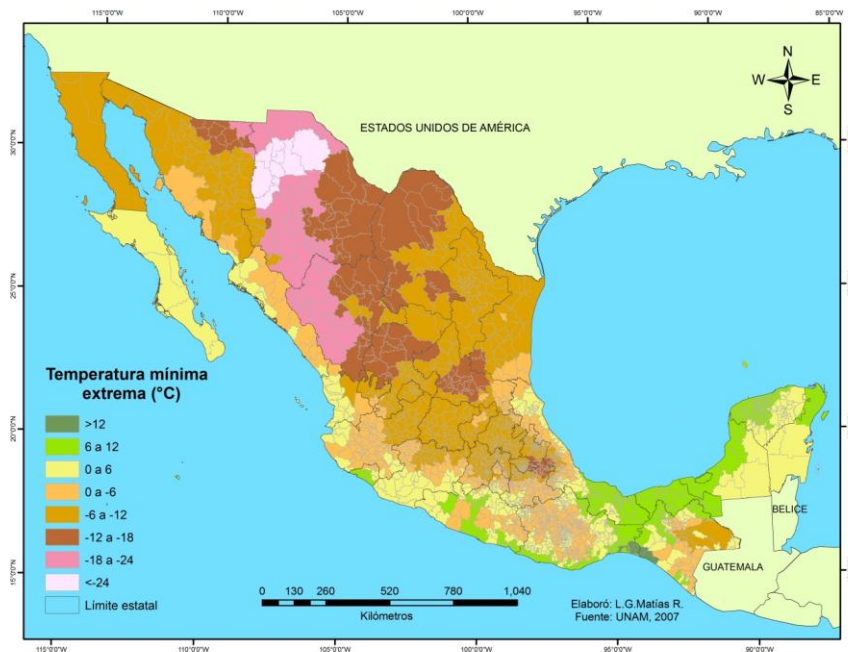 115°0'0"W 110°0'0"W 105°0'0"W 100°0'0"W 95°0'0"W 90°0'0"W 85°0'0"W
N
W E
S
ESTADOS UNIDOS DE AMÉRICA
30°0'0"N
25°0'0"N
20°0'0"N
15°0'0"N
Temperatura mínima
extrema (°C)
>12
6 a 12
0 a 6
0 a -6
-6 a -12
-12 a -18
-18 a -24
<-24
Límite estatal
BELICE
GUATEMALA
0 130 260 520 780 1,040
Kilómetros
Elaboró: L.G.Matías R.
Fuente: UNAM, 2007
115°0'0"W 110°0'0"W 105°0'0"W 100°0'0"W 95°0'0"W 90°0'0"W